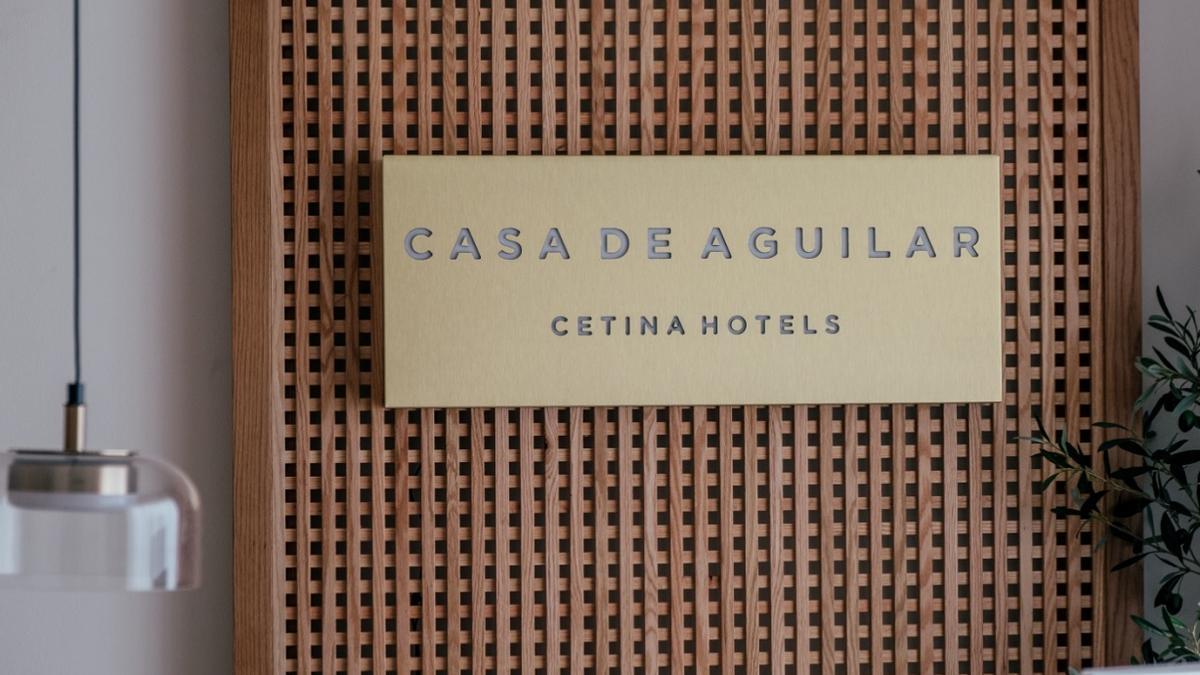 CASA DE AGUILAR
CETINA HOTELS